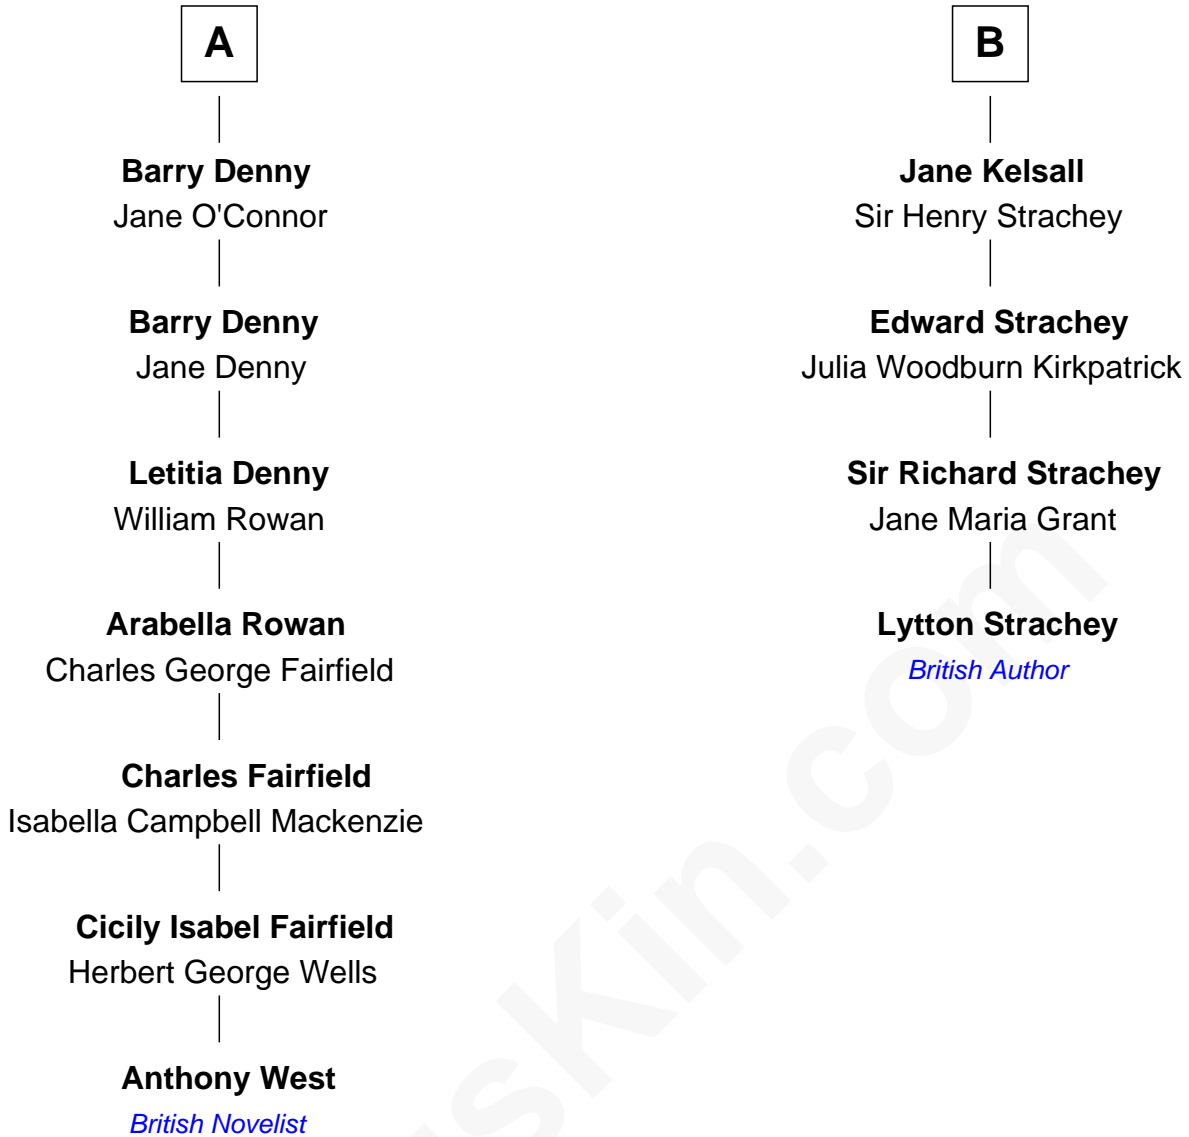 A
Barry Denny
Jane O'Connor
Barry Denny
Jane Denny
Letitia Denny
William Rowan
Arabella Rowan
Charles George Fairfield
Charles Fairfield
Isabella Campbell Mackenzie
Cicily Isabel Fairfield
Herbert George Wells
Anthony West
British Novelist
B
Jane Kelsall
Sir Henry Strachey
Edward Strachey
Julia Woodburn Kirkpatrick
Sir Richard Strachey
Jane Maria Grant
Lytton Strachey
British Author
sKin.com